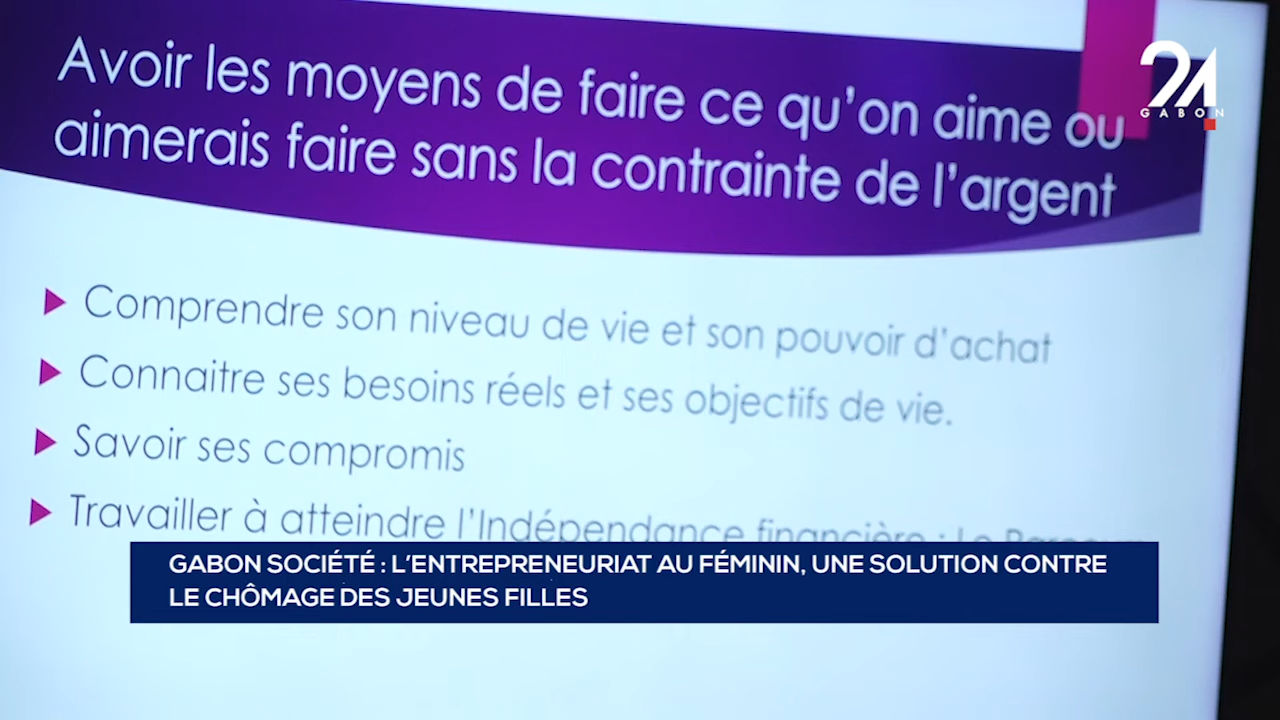 Avoir les moyens de faire ce qu'on aime ou
aimerais faire sans la contrainte de l'argent
24
GABON
Comprendre son niveau de vie et son pouvoir d'achat
Connaitre ses besoins réels et ses objectifs de vie.
Savoir ses compromis
Travailler à atteindre l'Indépendance financière : Le
GABON SOCIÉTÉ : L'ENTREPRENEURIAT AU FÉMININ, UNE SOLUTION CONTRE
LE CHÔMAGE DES JEUNES FILLES